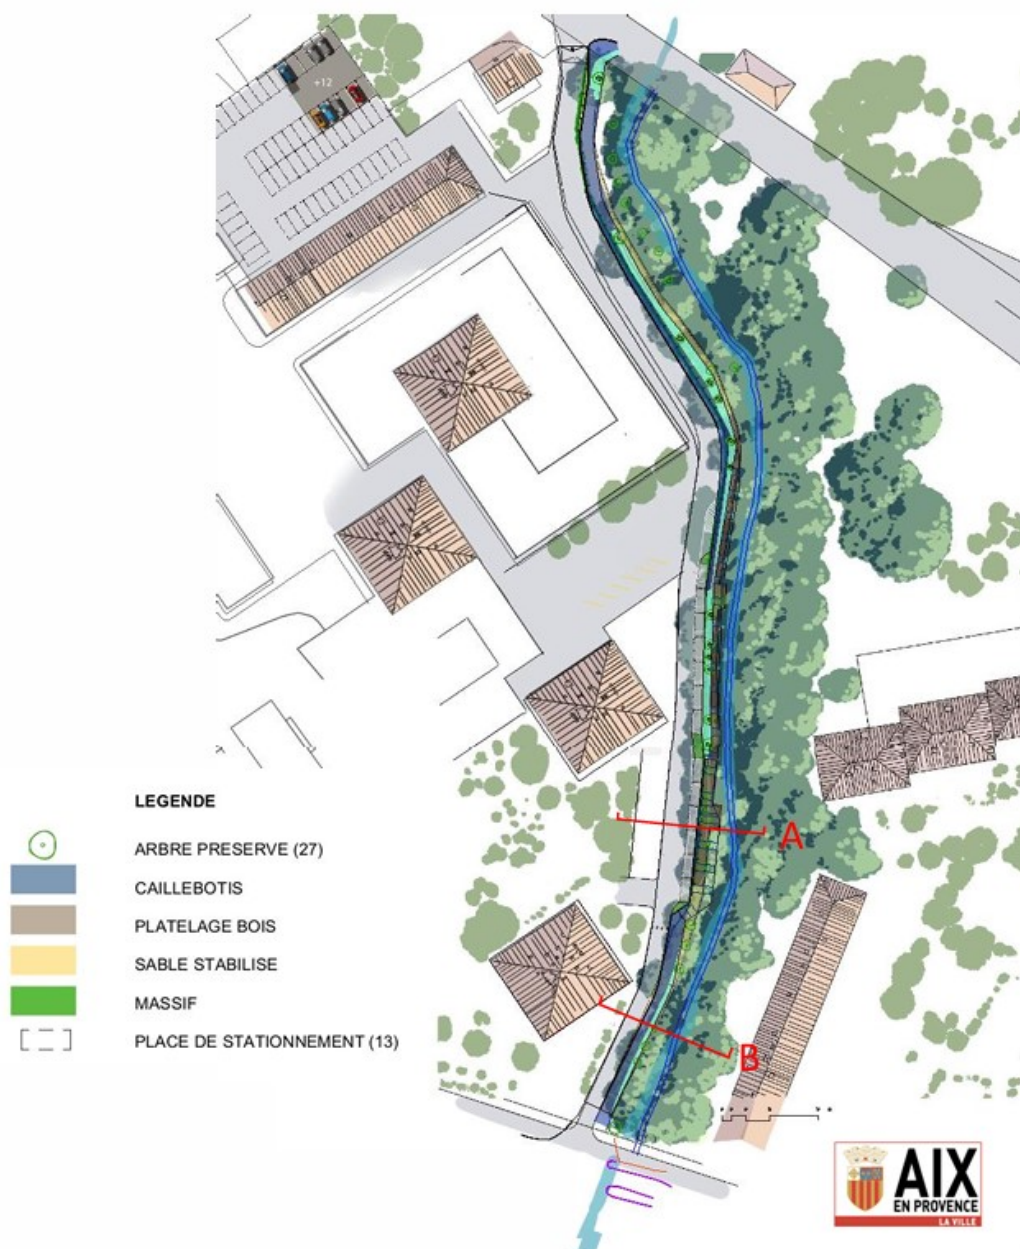 +12
LEGENDE
ARBRE PRESERVE (27)
CAILLEBOTIS
PLATELAGE BOIS
SABLE STABILISE
MASSIF
PLACE DE STATIONNEMENT (13)
A
B
AIX
EN PROVENCE
LA VILLE